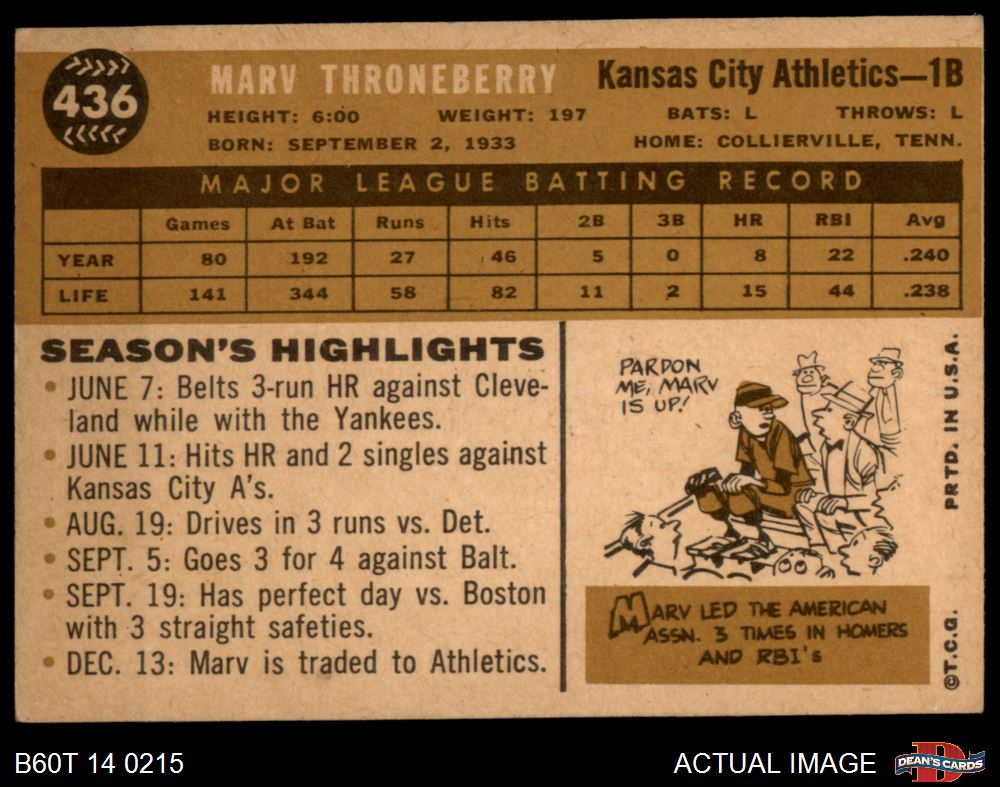 436
MARV THRONEBERRY
Kansas City Athletics—1B
HEIGHT: 6:00 WEIGHT: 197 BATS: L THROWS: L
BORN: SEPTEMBER 2, 1933 HOME: COLLIERVILLE, TENN.
MAJOR LEAGUE BATTING RECORD
Games At Bat Runs Hits 2B 3B HR RBI Avg
YEAR 80 192 27 46 5 0 8 22 .240
LIFE 141 344 58 82 11 2 15 44 .238
SEASON'S HIGHLIGHTS
• JUNE 7: Belts 3-run HR against Cleve-
land while with the Yankees.
• JUNE 11: Hits HR and 2 singles against
Kansas City A's.
• AUG. 19: Drives in 3 runs vs. Det.
• SEPT. 5: Goes 3 for 4 against Balt.
• SEPT. 19: Has perfect day vs. Boston
with 3 straight safeties.
• DEC. 13: Marv is traded to Athletics.
PARDON
ME, MARV
IS UP!
MARV LED THE AMERICAN
ASSN. 3 TIMES IN HOMERS
AND RBI's
©T.C.G. PRTD. IN U.S.A.
B60T 14 0215
ACTUAL IMAGE
D
DEAN'S CARDS